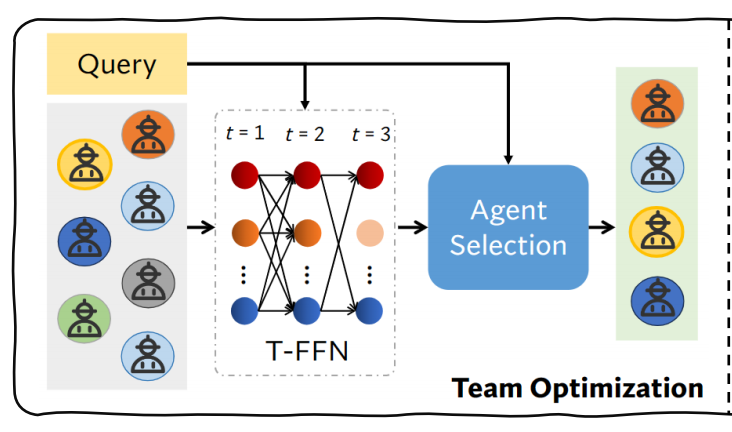 Query
t = 1 t = 2 t = 3
Agent
Selection
T-FFN
Team Optimization